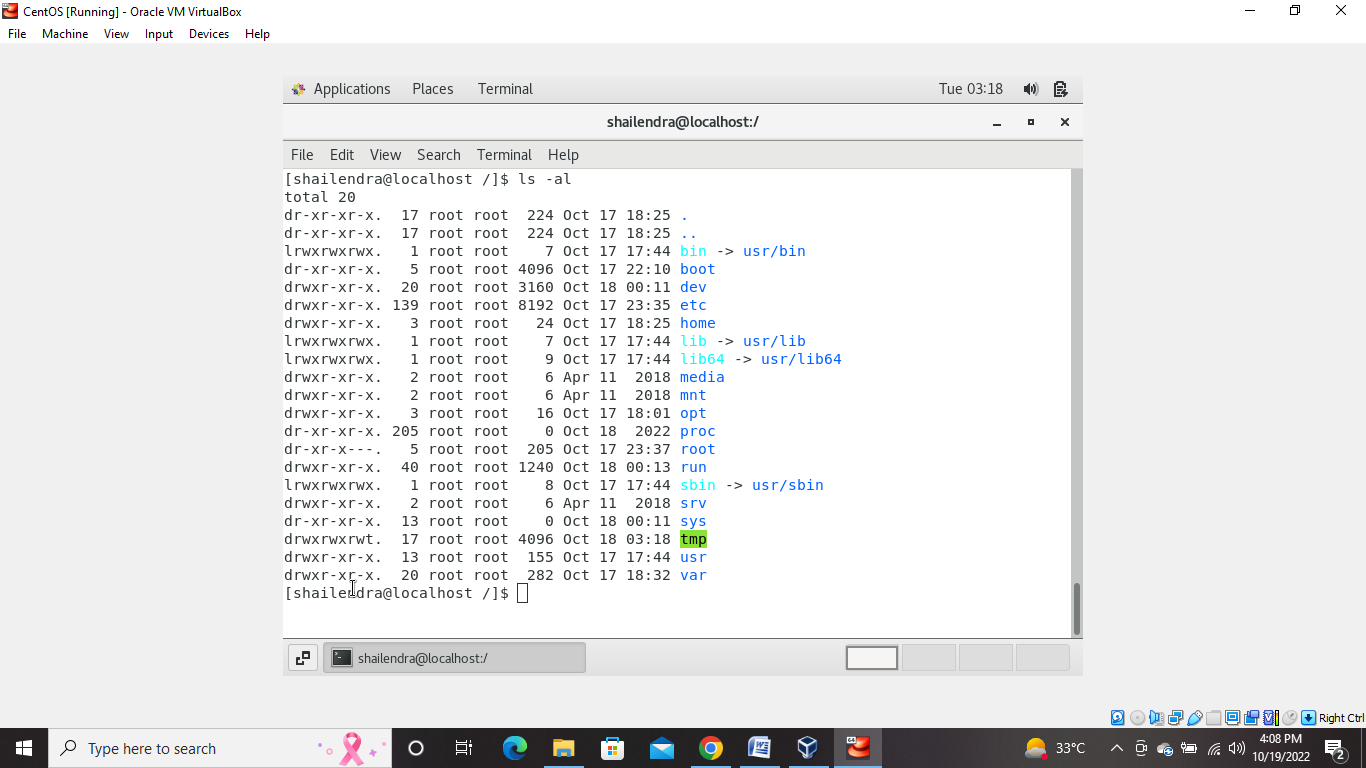 CentOS [Running] - Oracle VM VirtualBox
File Machine View Input Devices Help
Applications Places Terminal Tue 03:18
shailendra@localhost:/
File Edit View Search Terminal Help
[shailendra@localhost /]$ ls -al
total 20
dr-xr-xr-x. 17 root root 224 Oct 17 18:25 .
dr-xr-xr-x. 17 root root 224 Oct 17 18:25 ..
lrwxrwxrwx. 1 root root 7 Oct 17 17:44 bin -> usr/bin
dr-xr-xr-x. 5 root root 4096 Oct 17 22:10 boot
drwxr-xr-x. 20 root root 3160 Oct 18 00:11 dev
drwxr-xr-x. 139 root root 8192 Oct 17 23:35 etc
drwxr-xr-x. 3 root root 24 Oct 17 18:25 home
lrwxrwxrwx. 1 root root 7 Oct 17 17:44 lib -> usr/lib
lrwxrwxrwx. 1 root root 9 Oct 17 17:44 lib64 -> usr/lib64
drwxr-xr-x. 2 root root 6 Apr 11 2018 media
drwxr-xr-x. 2 root root 6 Apr 11 2018 mnt
drwxr-xr-x. 3 root root 16 Oct 17 18:01 opt
dr-xr-xr-x. 205 root root 0 Oct 18 2022 proc
dr-xr-x---. 5 root root 205 Oct 17 23:37 root
drwxr-xr-x. 40 root root 1240 Oct 18 00:13 run
lrwxrwxrwx. 1 root root 8 Oct 17 17:44 sbin -> usr/sbin
drwxr-xr-x. 2 root root 6 Apr 11 2018 srv
dr-xr-xr-x. 13 root root 0 Oct 18 00:11 sys
drwxrwxrwt. 17 root root 4096 Oct 18 03:18 tmp
drwxr-xr-x. 13 root root 155 Oct 17 17:44 usr
drwxr-xr-x. 20 root root 282 Oct 17 18:32 var
[shailendra@localhost /]$
shailendra@localhost:/
Right Ctrl
Type here to search
33°C
4:08 PM
10/19/2022
2